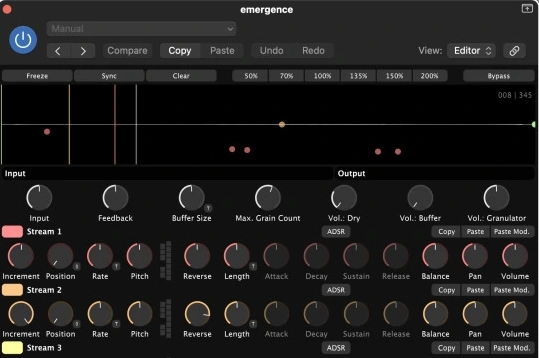 emergence
Manual
Compare Copy Paste Undo Redo View: Editor
Freeze Sync Clear 50% 70% 100% 135% 150% 200% Bypass
008 | 345
Input Output
Input Feedback Buffer Size T Max. Grain Count Vol.: Dry Vol.: Buffer Vol.: Granulator
Stream 1 ADSR Copy Paste Paste Mod.
Increment Position Rate T Pitch Reverse Length T Attack Decay Sustain Release Balance Pan Volume
Stream 2 ADSR Copy Paste Paste Mod.
Increment Position Rate T Pitch Reverse Length T Attack Decay Sustain Release Balance Pan Volume
Stream 3 ADSR Copy Paste Paste Mod.